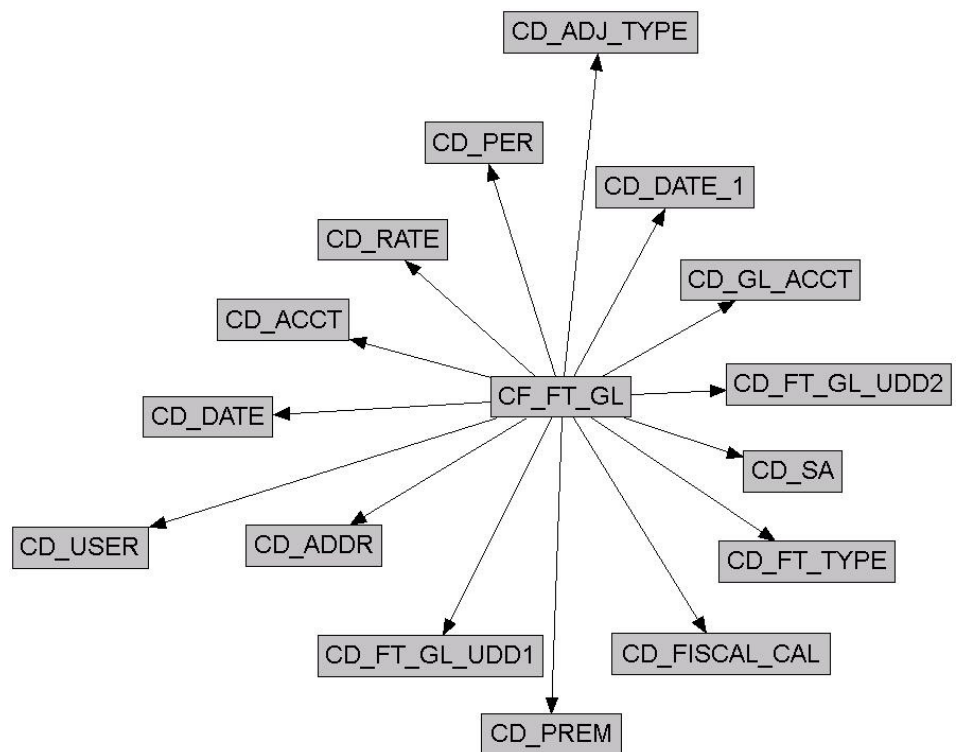 CD_ADJ_TYPE
CD_PER
CD_DATE_1
CD_RATE
CD_GL_ACCT
CD_ACCT
CD_FT_GL_UDD2
CF_FT_GL
CD_DATE
CD_SA
CD_USER
CD_ADDR
CD_FT_TYPE
CD_FT_GL_UDD1
CD_FISCAL_CAL
CD_PREM